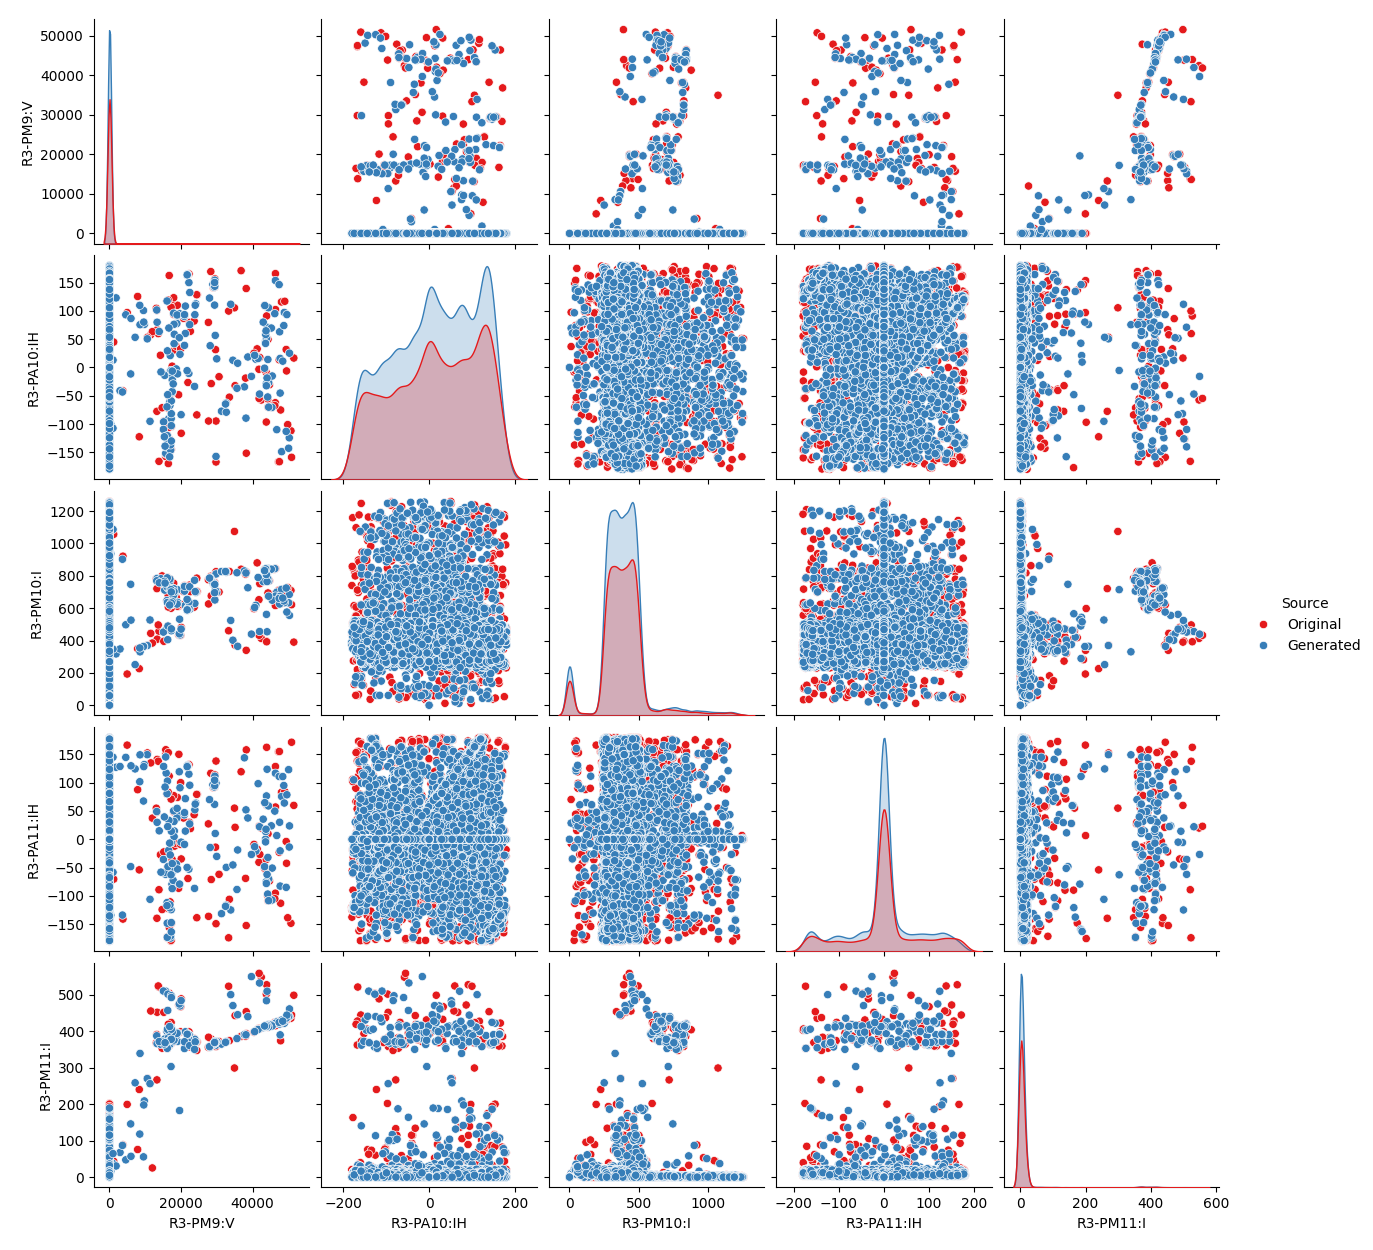 R3-PM9:V
50000
40000
30000
20000
10000
0
R3-PA10:IH
150
100
50
0
−50
−100
−150
R3-PM10:I
1200
1000
800
600
400
200
0
Source
Original
Generated
R3-PA11:IH
150
100
50
0
−50
−100
−150
R3-PM11:I
500
400
300
200
100
0
0 20000 40000
−200 0 200
0 500 1000
−200 −100 0 100 200
0 200 400 600
R3-PM9:V
R3-PA10:IH
R3-PM10:I
R3-PA11:IH
R3-PM11:I